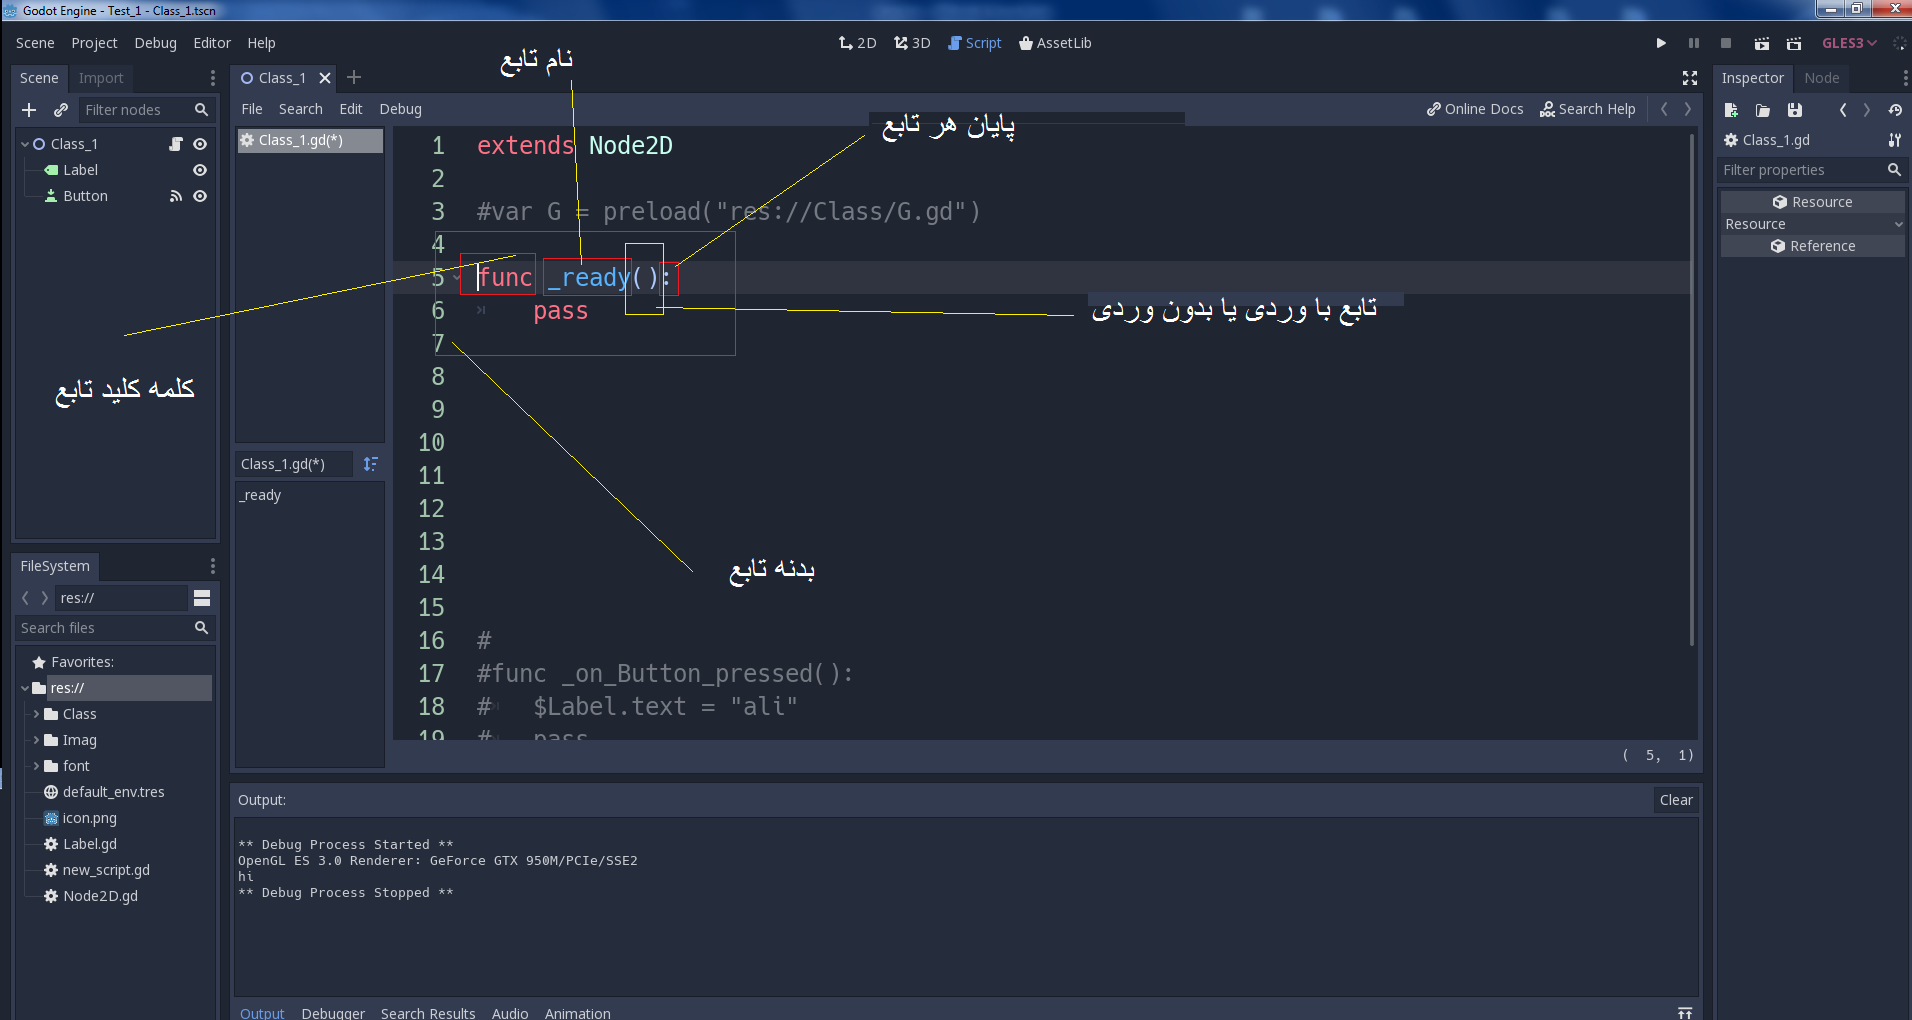 Godot Engine - Test_1 - Class_1.tscn
Scene Project Debug Editor Help
2D 3D Script AssetLib
GLES3
Scene Import
Filter nodes
Class_1
Label
Button
Class_1
File Search Edit Debug
Online Docs Search Help
Class_1.gd(*)
Class_1.gd(*)
_ready
نام تابع
پایان هر تابع
1 extends Node2D
2
3 #var G = preload("res://Class/G.gd")
4
5 func _ready():
6 pass
7
8
9
10
11
12
13
14
15
16 #
17 #func _on_Button_pressed():
18 # $Label.text = "ali"
19 # pass
تابع با وردی یا بدون وردی
کلمه کلید تابع
بدنه تابع
( 5, 1)
FileSystem
res://
Search files
Favorites:
res://
Class
Imag
font
default_env.tres
icon.png
Label.gd
new_script.gd
Node2D.gd
Output:
Clear
** Debug Process Started **
OpenGL ES 3.0 Renderer: GeForce GTX 950M/PCIe/SSE2
hi
** Debug Process Stopped **
Output Debugger Search Results Audio Animation
Inspector Node
Class_1.gd
Filter properties
Resource
Resource
Reference